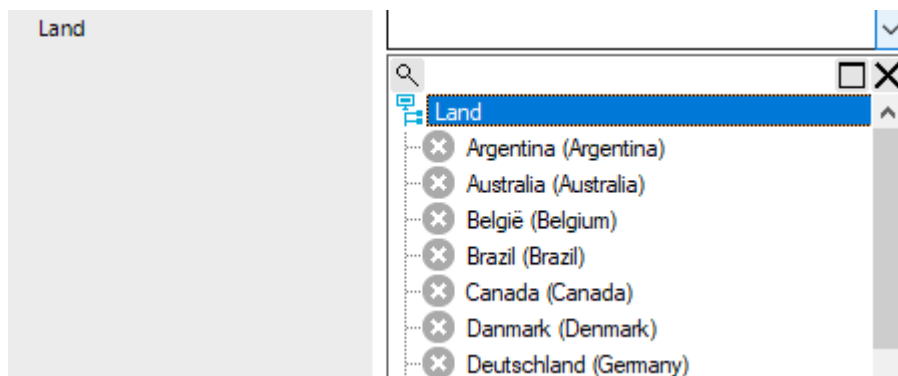 Land
Land
Argentina (Argentina)
Australia (Australia)
België (Belgium)
Brazil (Brazil)
Canada (Canada)
Danmark (Denmark)
Deutschland (Germany)